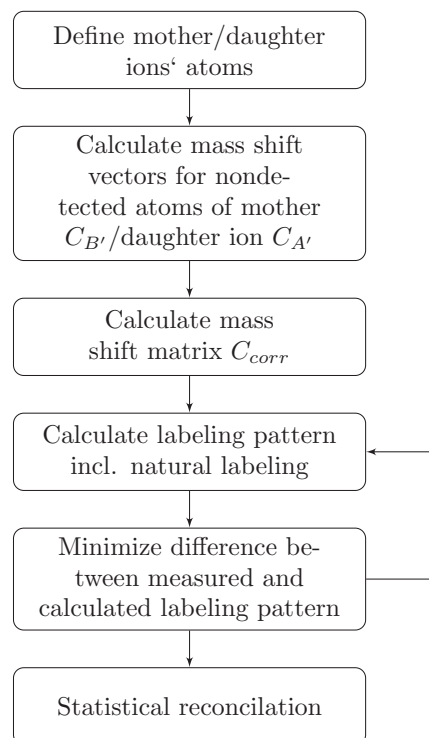 Define mother/daughter
ions‘ atoms
Calculate mass shift
vectors for nonde-
tected atoms of mother
C_{B′}/daughter ion C_{A′}
Calculate mass
shift matrix C_{corr}
Calculate labeling pattern
incl. natural labeling
Minimize difference be-
tween measured and
calculated labeling pattern
Statistical reconcilation